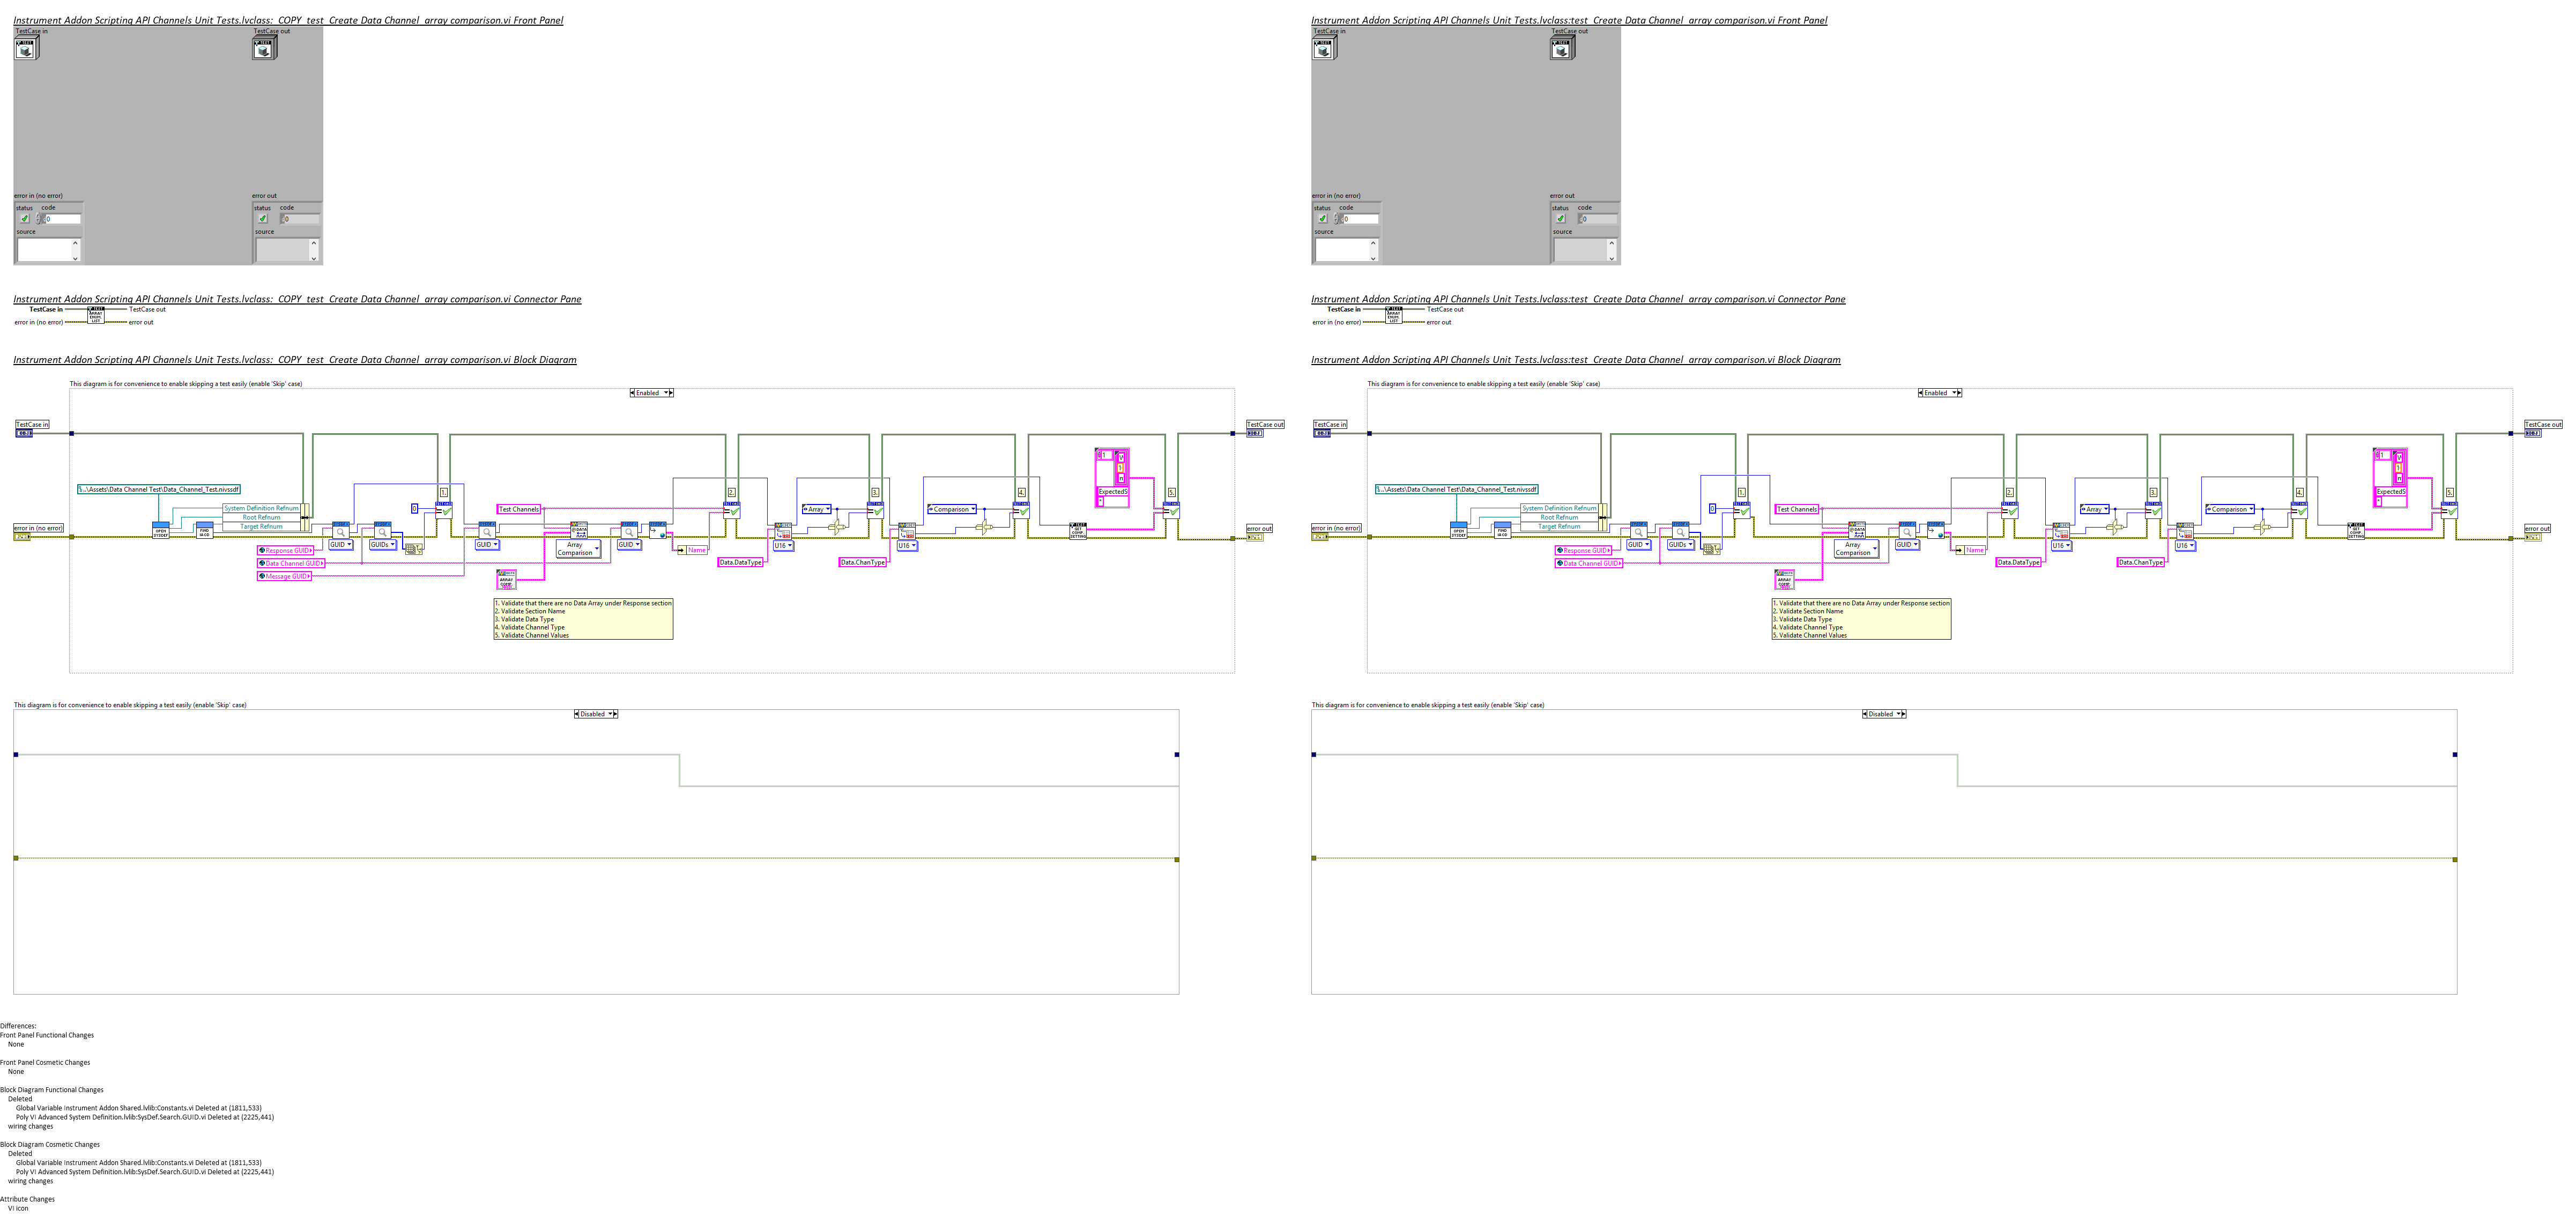 Instrument Addon Scripting API Channels Unit Tests.lvclass:_COPY_test_Create Data Channel_array comparison.vi Front Panel
TestCase in
TestCase out
error in (no error)
error out
status code
status code
0
0
source
source
Instrument Addon Scripting API Channels Unit Tests.lvclass:_COPY_test_Create Data Channel_array comparison.vi Connector Pane
TestCase in
TestCase out
error in (no error)
error out
Instrument Addon Scripting API Channels Unit Tests.lvclass:_COPY_test_Create Data Channel_array comparison.vi Block Diagram
This diagram is for convenience to enable skipping a test easily (enable 'Skip' case)
Enabled
TestCase in
TestCase out
..\Assets\Data Channel Test\Data_Channel_Test.nivssdf
System Definition Refnum
Root Refnum
Target Refnum
error in (no error)
error out
Response GUID
Data Channel GUID
Message GUID
GUID
GUIDs
0
1.
GUID
Test Channels
Array Comparison
GUID
Name
2.
Data.DataType
U16
Array
3.
Data.ChanType
U16
Comparison
4.
1
V
1
n
Expected5
5.
1. Validate that there are no Data Array under Response section
2. Validate Section Name
3. Validate Data Type
4. Validate Channel Type
5. Validate Channel Values
This diagram is for convenience to enable skipping a test easily (enable 'Skip' case)
Disabled
Instrument Addon Scripting API Channels Unit Tests.lvclass:test_Create Data Channel_array comparison.vi Front Panel
TestCase in
TestCase out
error in (no error)
error out
status code
status code
0
0
source
source
Instrument Addon Scripting API Channels Unit Tests.lvclass:test_Create Data Channel_array comparison.vi Connector Pane
TestCase in
TestCase out
error in (no error)
error out
Instrument Addon Scripting API Channels Unit Tests.lvclass:test_Create Data Channel_array comparison.vi Block Diagram
This diagram is for convenience to enable skipping a test easily (enable 'Skip' case)
Enabled
TestCase in
TestCase out
..\Assets\Data Channel Test\Data_Channel_Test.nivssdf
System Definition Refnum
Root Refnum
Target Refnum
error in (no error)
error out
Response GUID
Data Channel GUID
GUID
GUIDs
0
1.
Test Channels
Array Comparison
GUID
Name
2.
Data.DataType
U16
Array
3.
Data.ChanType
U16
Comparison
4.
1
V
1
n
Expected5
5.
1. Validate that there are no Data Array under Response section
2. Validate Section Name
3. Validate Data Type
4. Validate Channel Type
5. Validate Channel Values
This diagram is for convenience to enable skipping a test easily (enable 'Skip' case)
Disabled
Differences:
Front Panel Functional Changes
None
Front Panel Cosmetic Changes
None
Block Diagram Functional Changes
Deleted
Global Variable Instrument Addon Shared.lvlib:Constants.vi Deleted at (1811,533)
Poly VI Advanced System Definition.lvlib:SysDef.Search.GUID.vi Deleted at (2225,441)
wiring changes
Block Diagram Cosmetic Changes
Deleted
Global Variable Instrument Addon Shared.lvlib:Constants.vi Deleted at (1811,533)
Poly VI Advanced System Definition.lvlib:SysDef.Search.GUID.vi Deleted at (2225,441)
wiring changes
Attribute Changes
VI icon